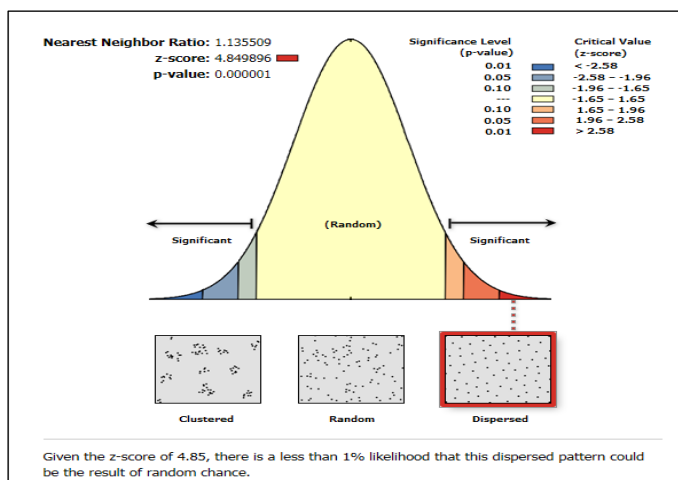 Nearest Neighbor Ratio: 1.135509
z-score: 4.849896
p-value: 0.000001
Significance Level
(p-value)
Critical Value
(z-score)
0.01 < -2.58
0.05 -2.58 – -1.96
0.10 -1.96 – -1.65
--- -1.65 – 1.65
0.10 1.65 – 1.96
0.05 1.96 – 2.58
0.01 > 2.58
Significant
(Random)
Significant
Clustered
Random
Dispersed
Given the z-score of 4.85, there is a less than 1% likelihood that this dispersed pattern could
be the result of random chance.